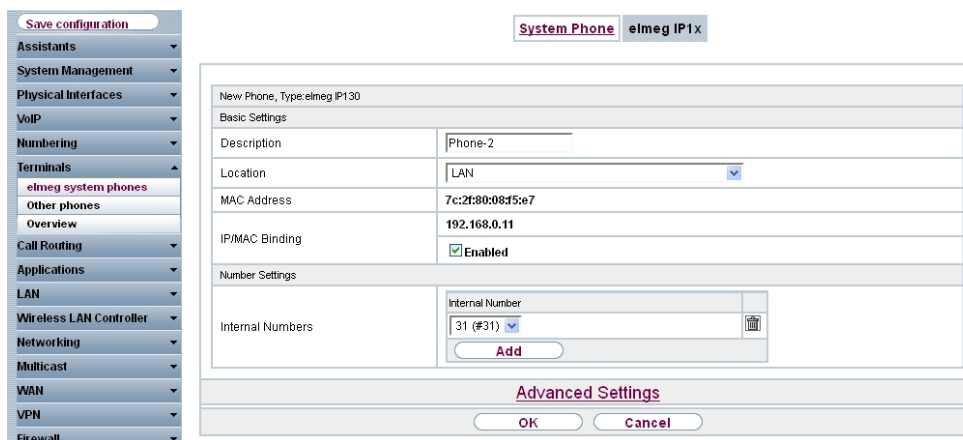 Save configuration
Assistants
System Management
Physical Interfaces
VoIP
Numbering
Terminals
elmeg system phones
Other phones
Overview
Call Routing
Applications
LAN
Wireless LAN Controller
Networking
Multicast
WAN
VPN
Firewall
System Phone elmeg IP1x
New Phone, Type:elmeg IP130
Basic Settings
Description Phone-2
Location LAN
MAC Address 7c:2f:80:08:f5:e7
IP/MAC Binding 192.168.0.11
Enabled
Number Settings
Internal Numbers
Internal Number
31 (#31)
Add
Advanced Settings
OK Cancel